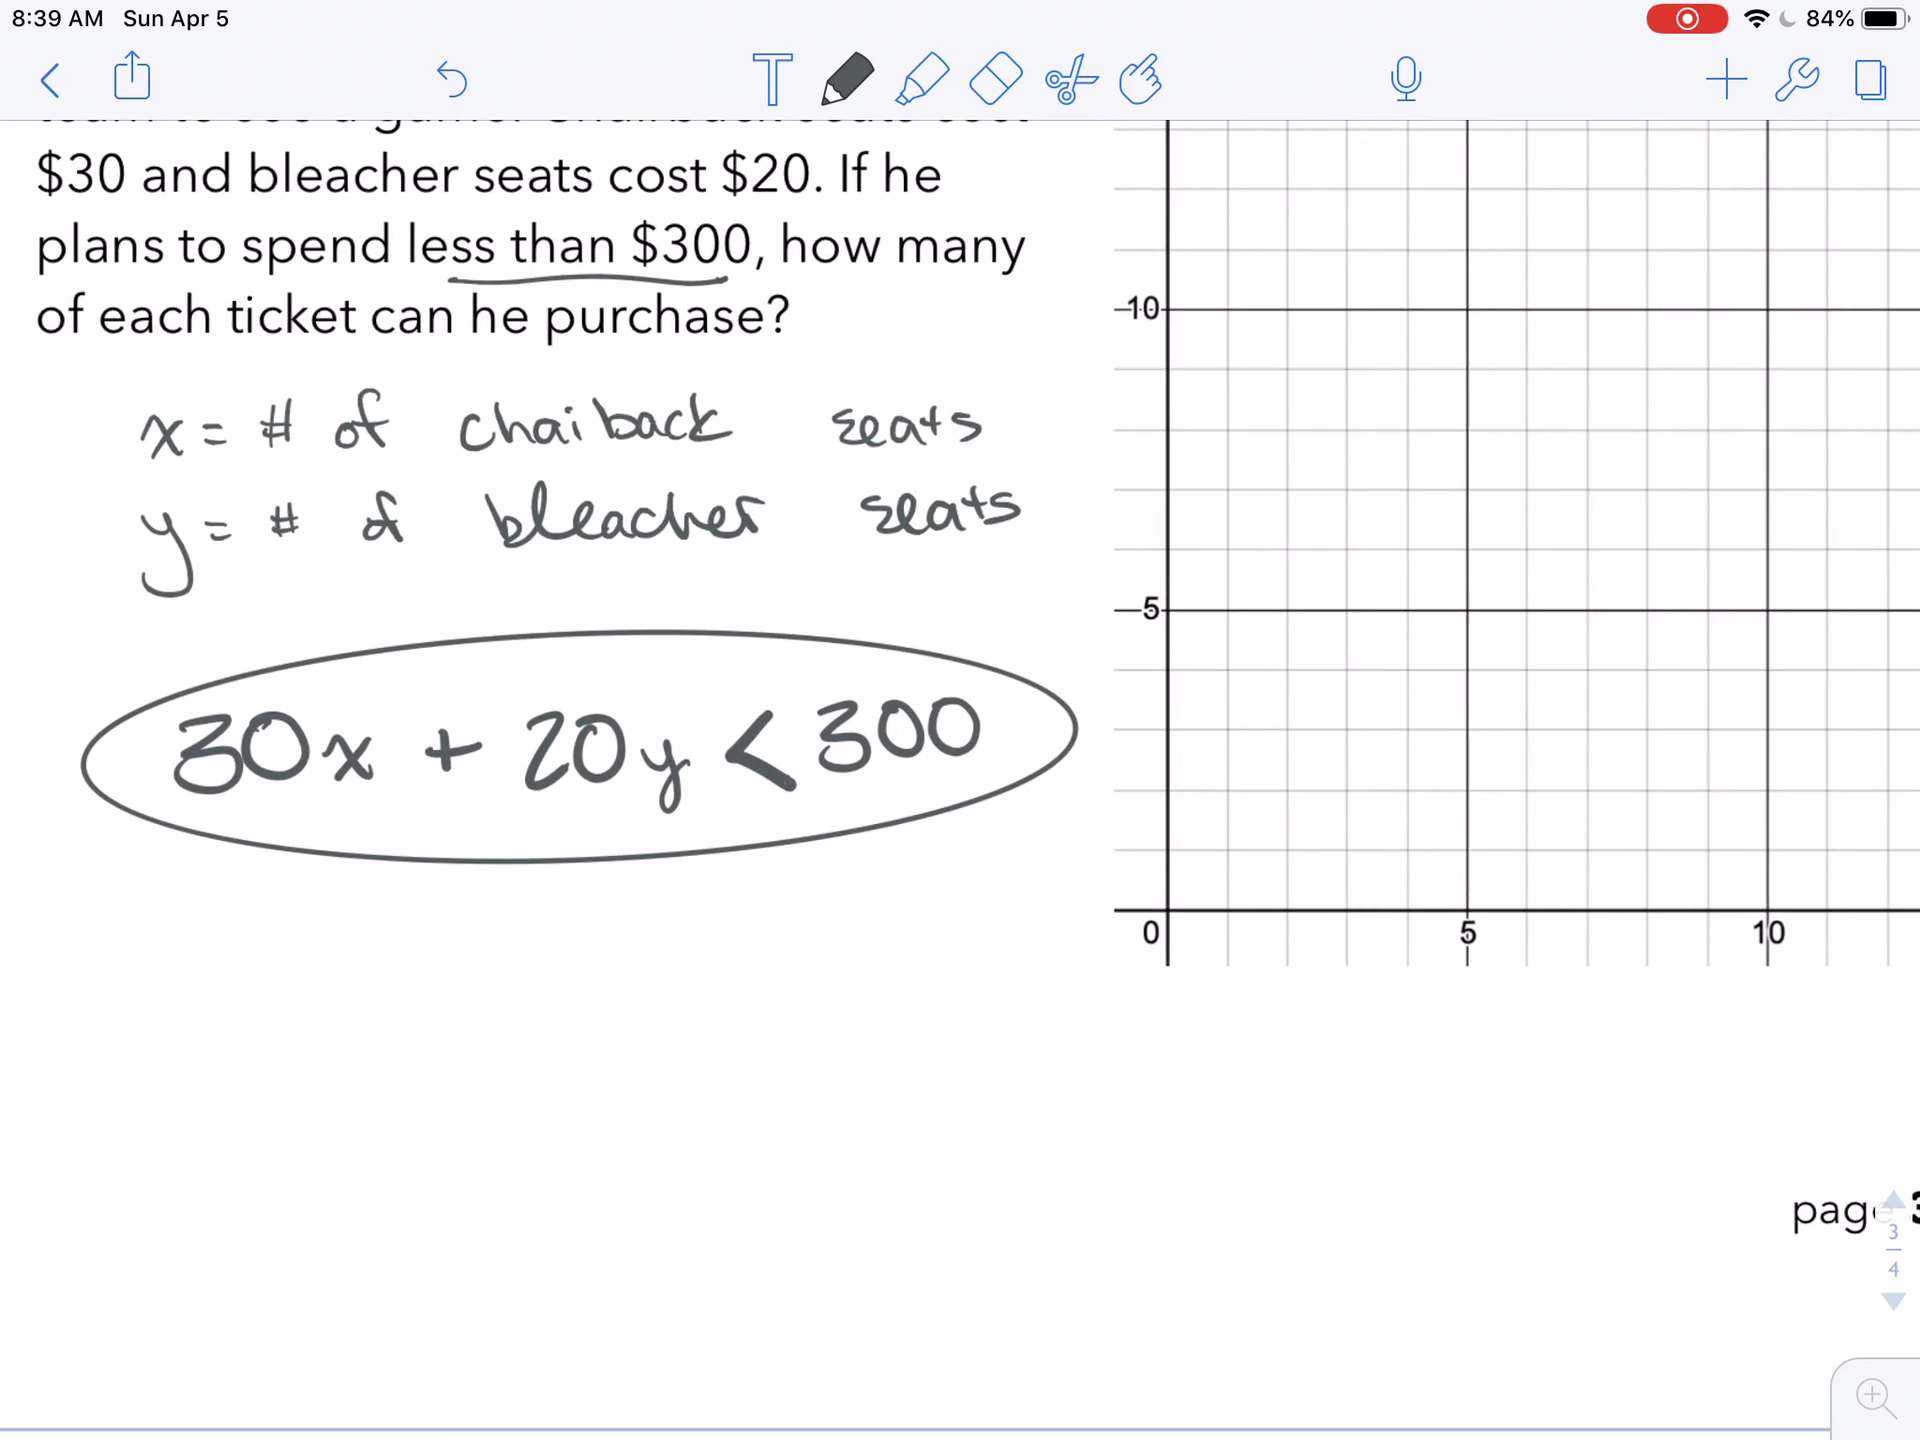 8:39 AM Sun Apr 5 84%
T
$30 and bleacher seats cost $20. If he
plans to spend less than $300, how many
of each ticket can he purchase?
x = # of chaiback seats
y = # of bleacher seats
30x + 20y < 300
10
5
0 5 10
page 3
3
4